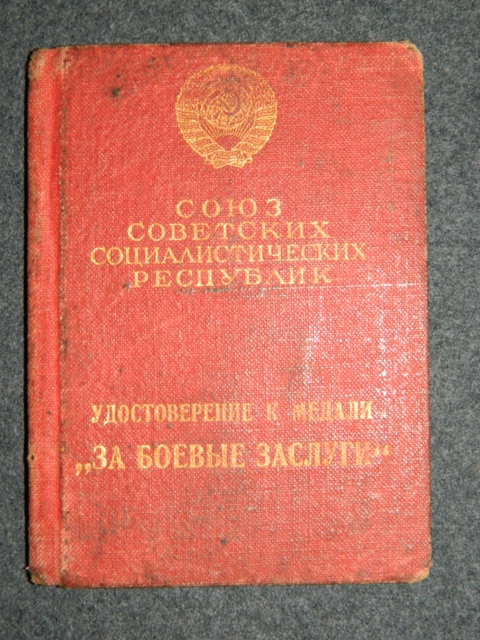 СОЮЗ
СОВЕТСКИХ
СОЦИАЛИСТИЧЕСКИХ
РЕСПУБЛИК
УДОСТОВЕРЕНИЕ К МЕДАЛИ
„ЗА БОЕВЫЕ ЗАСЛУГИ“